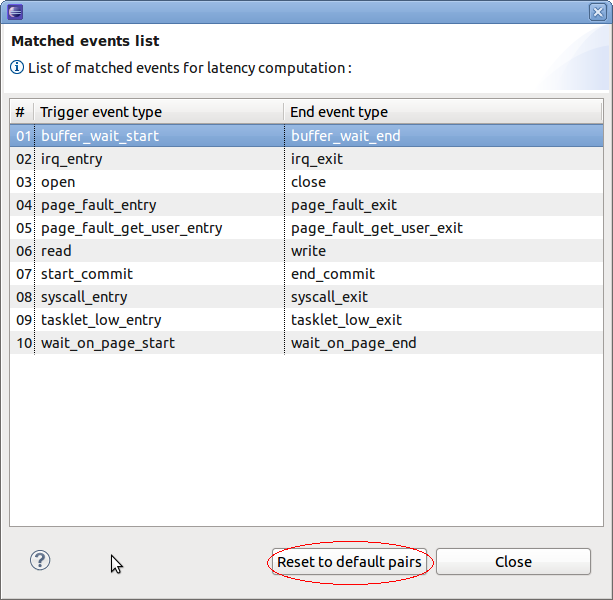 Matched events list
List of matched events for latency computation :
# Trigger event type End event type
01 buffer_wait_start buffer_wait_end
02 irq_entry irq_exit
03 open close
04 page_fault_entry page_fault_exit
05 page_fault_get_user_entry page_fault_get_user_exit
06 read write
07 start_commit end_commit
08 syscall_entry syscall_exit
09 tasklet_low_entry tasklet_low_exit
10 wait_on_page_start wait_on_page_end
? Reset to default pairs Close